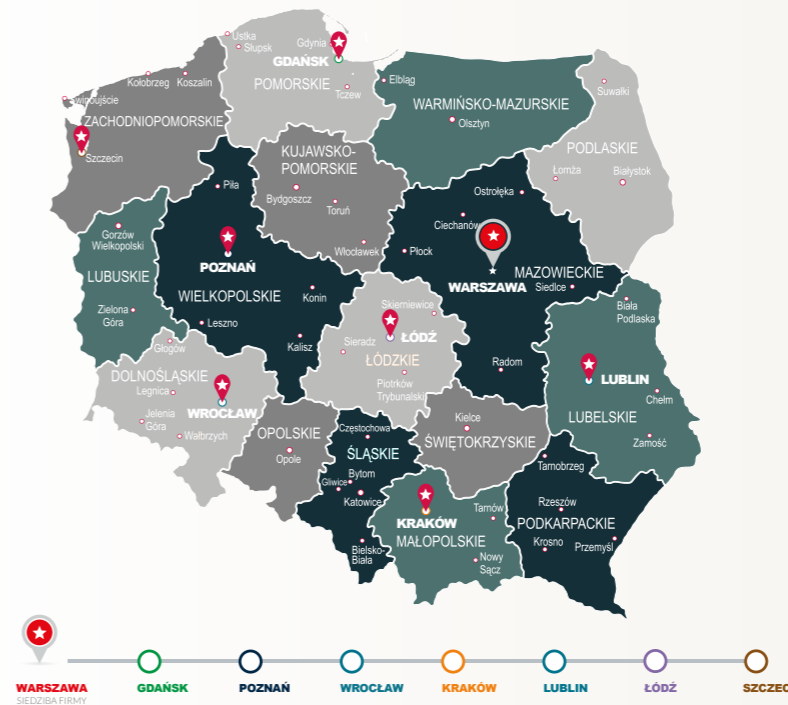 Ustka
Słupsk
Gdynia
GDAŃSK
POMORSKIE
Tczew
Elbląg
WARMIŃSKO-MAZURSKIE
Olsztyn
Suwałki
PODLASKIE
Łomża
Białystok
Kołobrzeg
Koszalin
Świnoujście
ZACHODNIOPOMORSKIE
Szczecin
KUJAWSKO-
POMORSKIE
Bydgoszcz
Toruń
Włocławek
Piła
POZNAŃ
WIELKOPOLSKIE
Konin
Leszno
Kalisz
Gorzów
Wielkopolski
LUBUSKIE
Zielona
Góra
Ostrołęka
Ciechanów
Płock
WARSZAWA
MAZOWIECKIE
Siedlce
Radom
Skierniewice
ŁÓDŹ
Sieradz
ŁÓDZKIE
Piotrków
Trybunalski
Biała
Podlaska
LUBLIN
Chełm
LUBELSKIE
Zamość
Głogów
DOLNOŚLĄSKIE
Legnica
WROCŁAW
Jelenia
Góra
Wałbrzych
OPOLSKIE
Opole
Częstochowa
ŚLĄSKIE
Bytom
Gliwice
Katowice
Bielsko-
Biała
Kielce
ŚWIĘTOKRZYSKIE
KRAKÓW
MAŁOPOLSKIE
Tarnów
Nowy
Sącz
Tarnobrzeg
Rzeszów
PODKARPACKIE
Krosno
Przemyśl
WARSZAWA
SIEDZIBA FIRMY
GDAŃSK
POZNAŃ
WROCŁAW
KRAKÓW
LUBLIN
ŁÓDŹ
SZCZEC